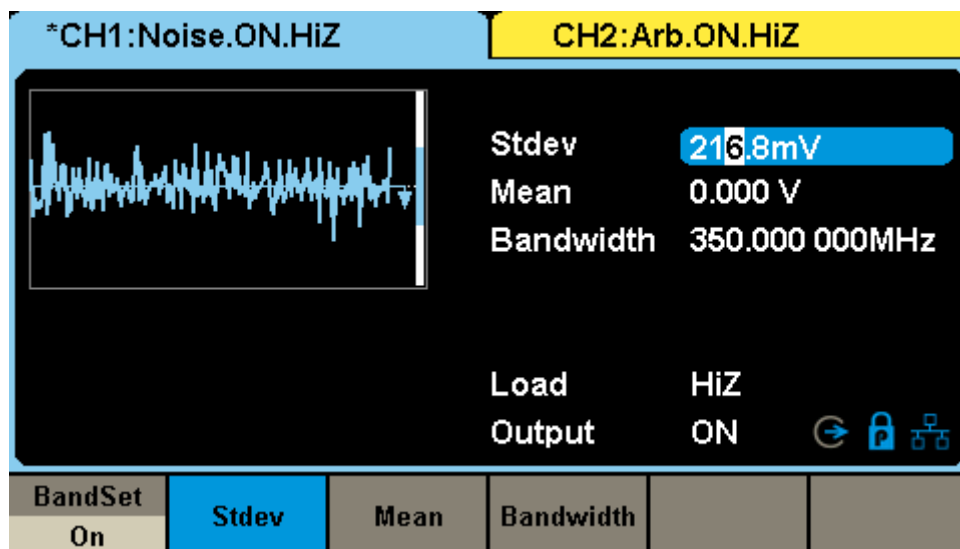 *CH1:Noise.ON.HiZ
CH2:Arb.ON.HiZ
Stdev 216.8mV
Mean 0.000 V
Bandwidth 350.000 000MHz
Load HiZ
Output ON
BandSet
On
Stdev
Mean
Bandwidth